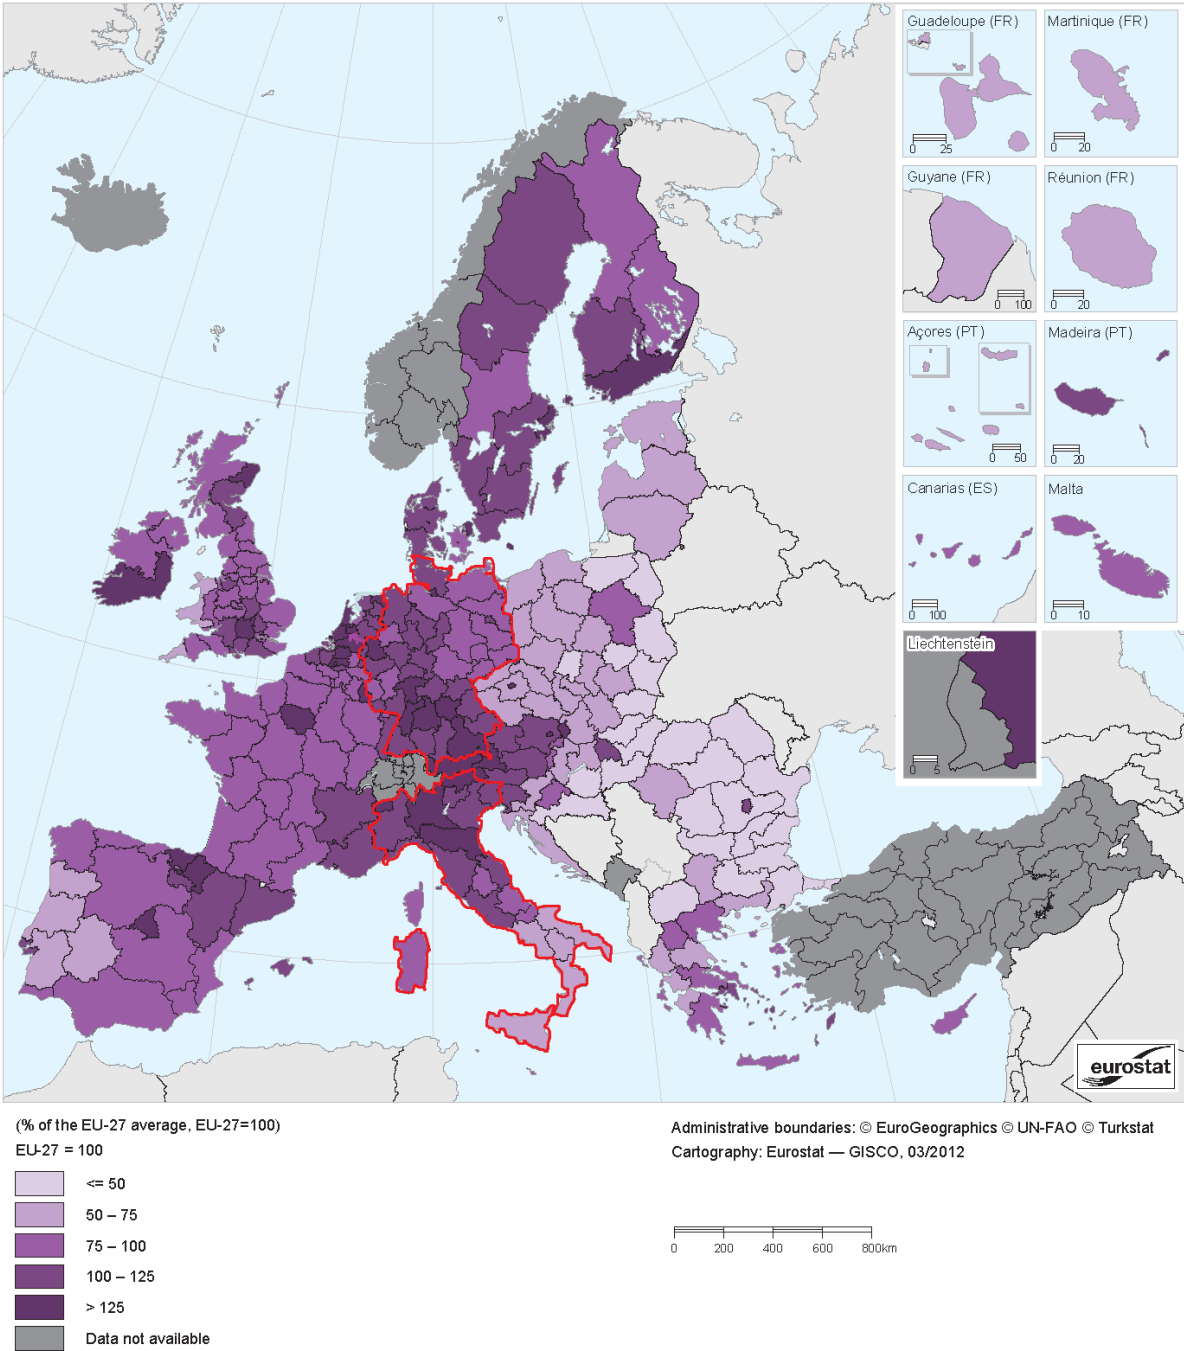 Guadeloupe (FR)
0 25
Martinique (FR)
0 20
Guyane (FR)
0 100
Réunion (FR)
0 20
Açores (PT)
0 50
Madeira (PT)
0 20
Canarias (ES)
0 100
Malta
0 10
Liechtenstein
0 5
eurostat
(% of the EU-27 average, EU-27=100)
EU-27 = 100
<= 50
50 – 75
75 – 100
100 – 125
> 125
Data not available
Administrative boundaries: © EuroGeographics © UN-FAO © Turkstat
Cartography: Eurostat — GISCO, 03/2012
0 200 400 600 800km